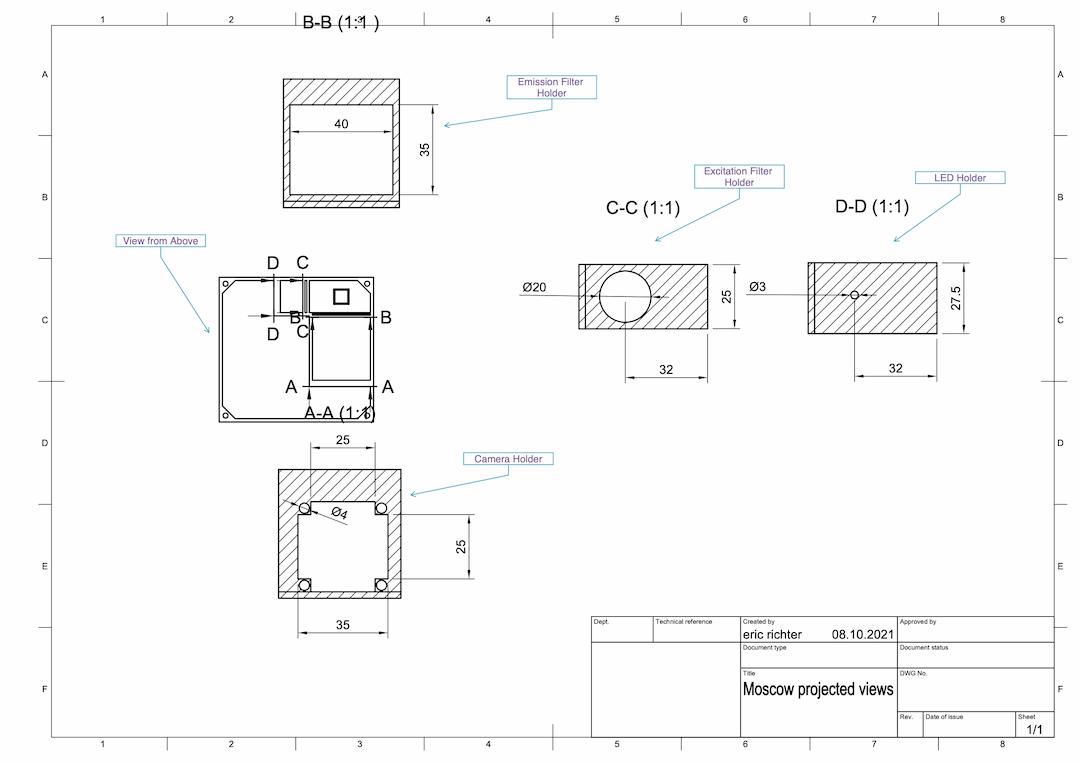 1 2 3 4 5 6 7 8
B-B (1:1 )
A A
Emission Filter
Holder
40
35
Excitation Filter
Holder
LED Holder
B B
C-C (1:1)
D-D (1:1)
View from Above
D C
Ø20
25
Ø3
27.5
B B
C C
D C
32
32
A A
A-A (1:1)
25
D D
Camera Holder
Ø4
25
E E
35
Dept.
Technical reference
Created by
eric richter 08.10.2021
Approved by
Document type
Document status
Title
Moscow projected views
DWG No.
F F
Rev.
Date of issue
Sheet
1/1
1 2 3 4 5 6 7 8